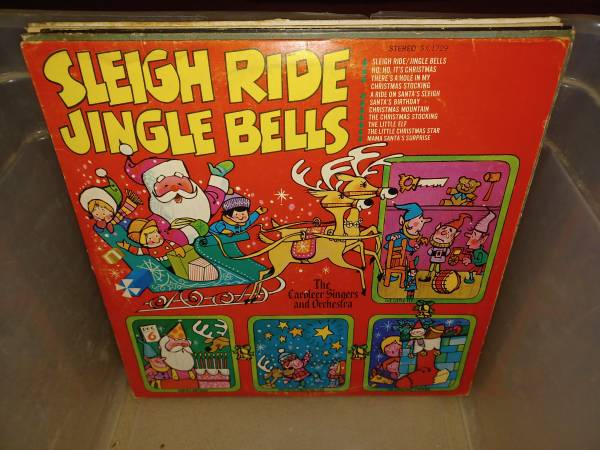 STEREO SX 1729
SLEIGH RIDE
JINGLE BELLS
SLEIGH RIDE/JINGLE BELLS
HO, HO, IT'S CHRISTMAS
THERE'S A HOLE IN MY
CHRISTMAS STOCKING
A RIDE ON SANTA'S SLEIGH
SANTA'S BIRTHDAY
CHRISTMAS MOUNTAIN
THE CHRISTMAS STOCKING
THE LITTLE ELF
THE LITTLE CHRISTMAS STAR
MAMA SANTA'S SURPRISE
The
Caroleer Singers
and Orchestra
DEC
6